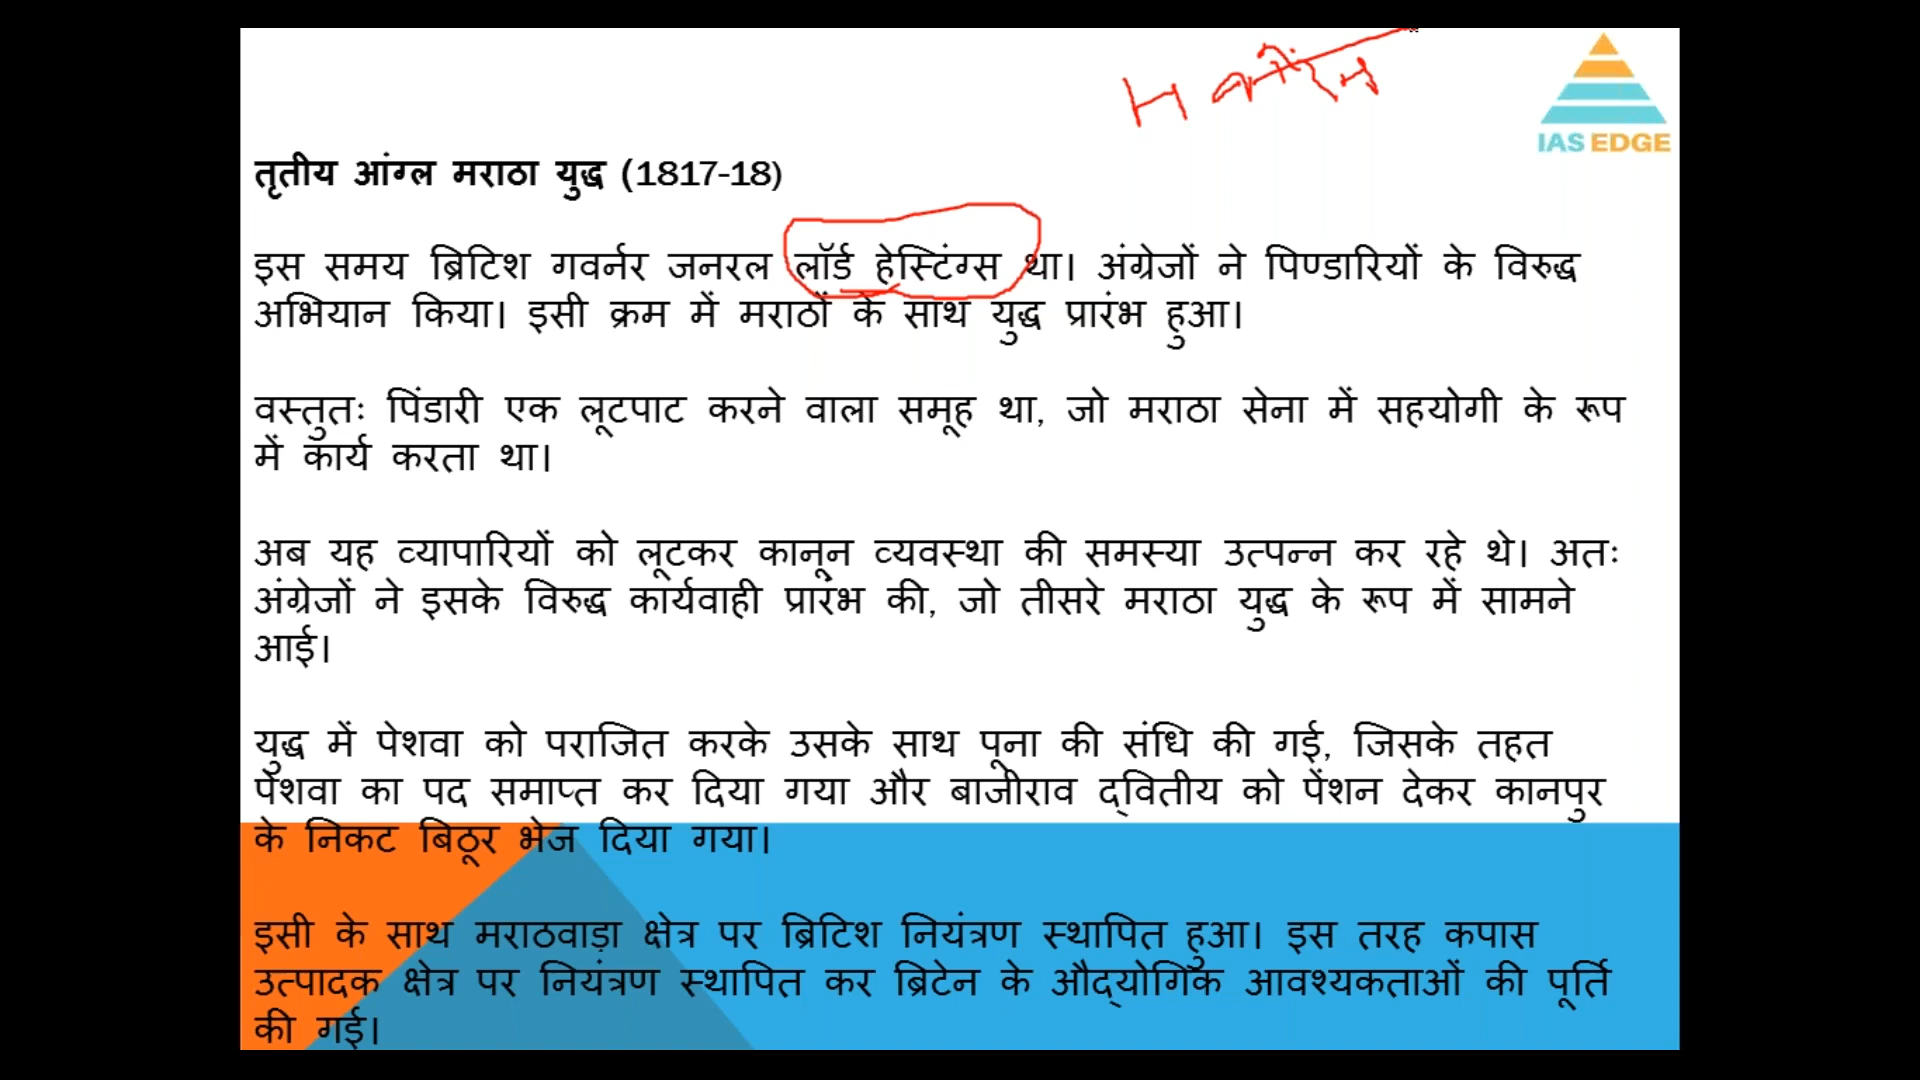 IAS EDGE
तृतीय आंग्ल मराठा युद्ध (1817-18)
इस समय ब्रिटिश गवर्नर जनरल लॉर्ड हेस्टिंग्स था। अंग्रेजों ने पिण्डारियों के विरुद्ध
अभियान किया। इसी क्रम में मराठों के साथ युद्ध प्रारंभ हुआ।
वस्तुतः पिंडारी एक लूटपाट करने वाला समूह था, जो मराठा सेना में सहयोगी के रूप
में कार्य करता था।
अब यह व्यापारियों को लूटकर कानून व्यवस्था की समस्या उत्पन्न कर रहे थे। अतः
अंग्रेजों ने इसके विरुद्ध कार्यवाही प्रारंभ की, जो तीसरे मराठा युद्ध के रूप में सामने
आई।
युद्ध में पेशवा को पराजित करके उसके साथ पूना की संधि की गई, जिसके तहत
पेशवा का पद समाप्त कर दिया गया और बाजीराव द्वितीय को पेंशन देकर कानपुर
के निकट बिठूर भेज दिया गया।
इसी के साथ मराठवाड़ा क्षेत्र पर ब्रिटिश नियंत्रण स्थापित हुआ। इस तरह कपास
उत्पादक क्षेत्र पर नियंत्रण स्थापित कर ब्रिटेन के औद्योगिक आवश्यकताओं की पूर्ति
की गई।